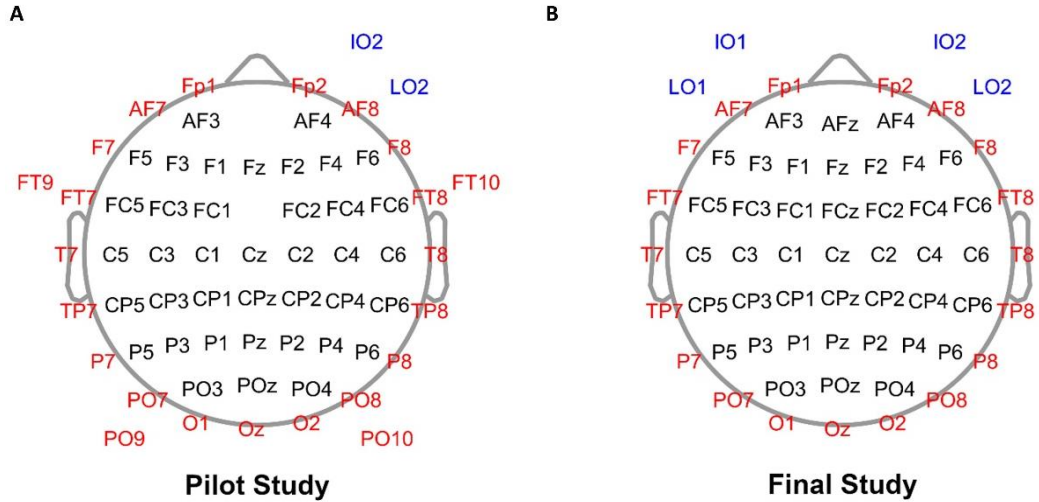 A
IO2
LO2
Fp1 Fp2
AF7 AF8
AF3 AF4
F7 F8
F5 F3 F1 Fz F2 F4 F6
FT9 FT7 FT8 FT10
FC5 FC3 FC1 FC2 FC4 FC6
T7 C5 C3 C1 Cz C2 C4 C6 T8
TP7 CP5 CP3 CP1 CPz CP2 CP4 CP6 TP8
P7 P5 P3 P1 Pz P2 P4 P6 P8
PO7 PO3 POz PO4 PO8
PO9 O1 Oz O2 PO10
Pilot Study
B
IO1 IO2
LO1 LO2
Fp1 Fp2
AF7 AF8
AF3 AFz AF4
F7 F8
F5 F3 F1 Fz F2 F4 F6
FT7 FT8
FC5 FC3 FC1 FCz FC2 FC4 FC6
T7 C5 C3 C1 Cz C2 C4 C6 T8
TP7 CP5 CP3 CP1 CPz CP2 CP4 CP6 TP8
P7 P5 P3 P1 Pz P2 P4 P6 P8
PO7 PO3 POz PO4 PO8
O1 Oz O2
Final Study